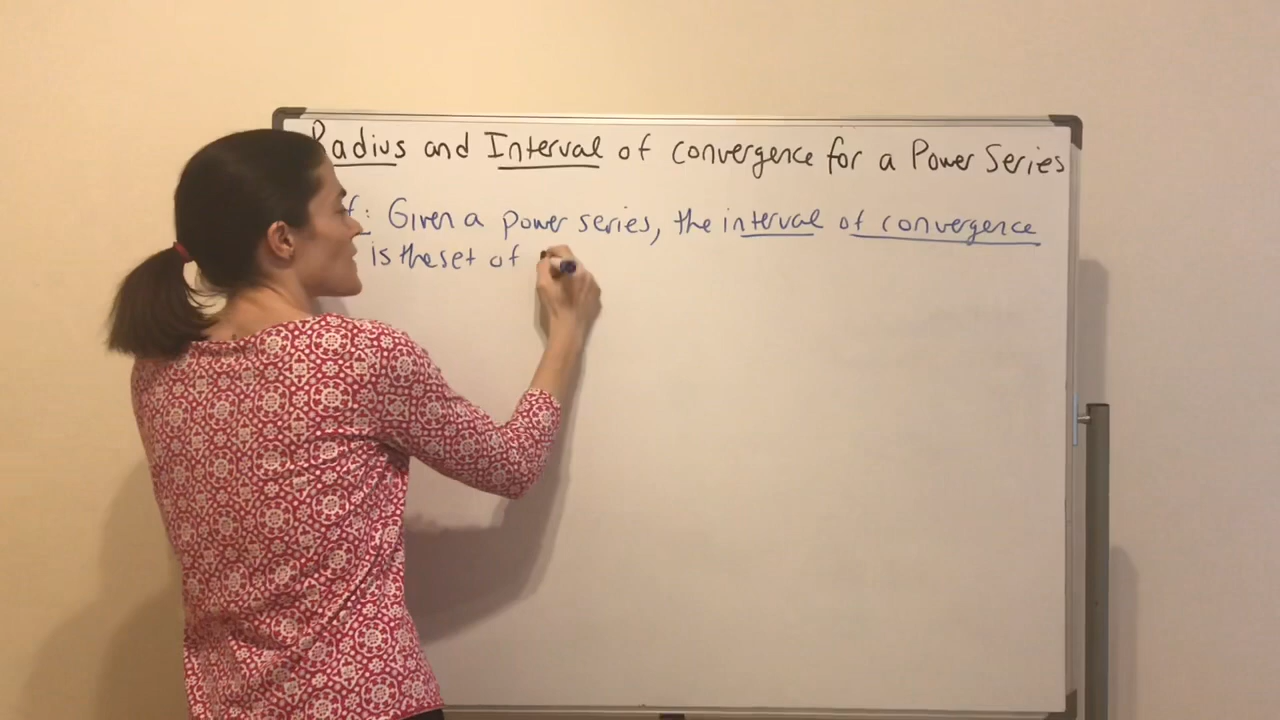 Radius and Interval of convergence for a Power Series
f: Given a power series, the interval of convergence
is the set of